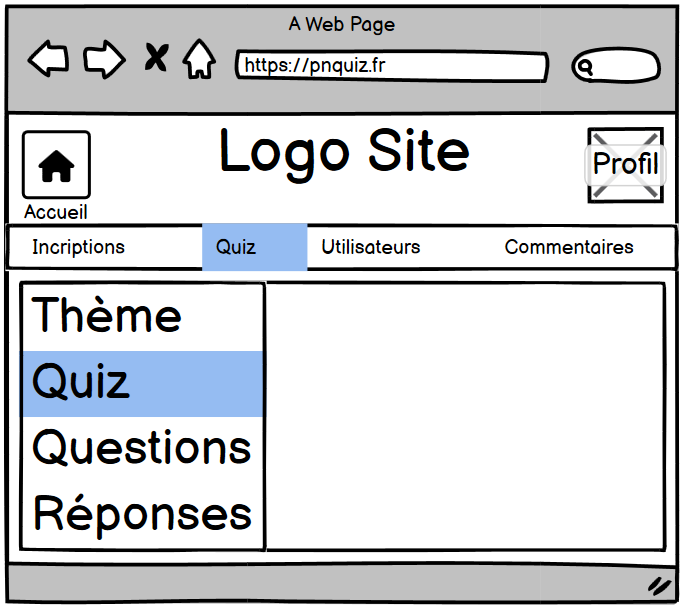 A Web Page
https://pnquiz.fr
Logo Site
Profil
Accueil
Incriptions Quiz Utilisateurs Commentaires
Thème
Quiz
Questions
Réponses